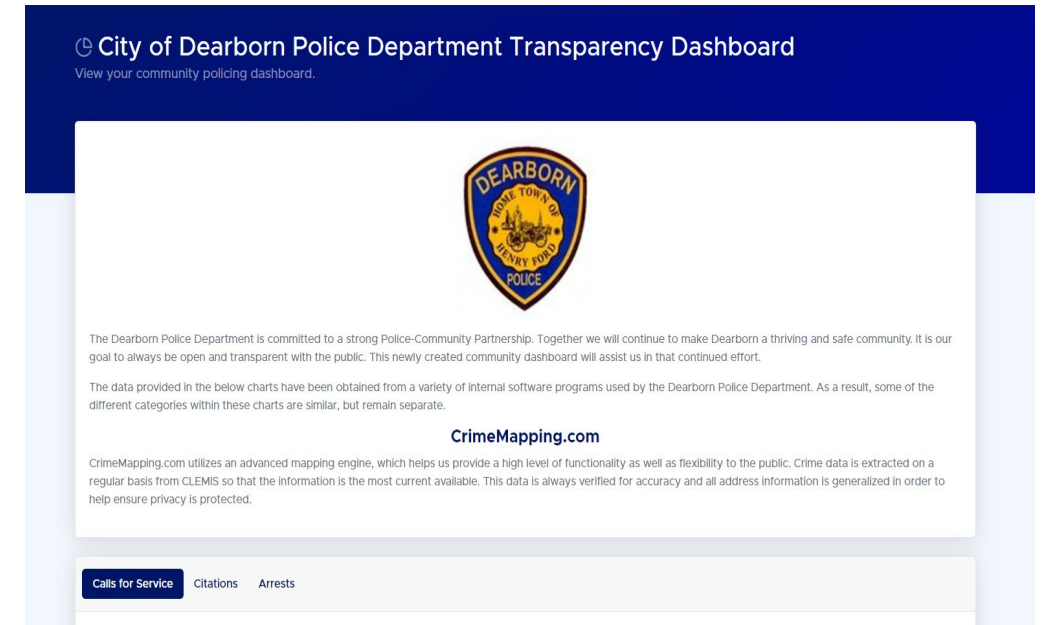 City of Dearborn Police Department Transparency Dashboard
View your community policing dashboard.
DEARBORN
HOME TOWN OF
HENRY FORD
POLICE
The Dearborn Police Department is committed to a strong Police-Community Partnership. Together we will continue to make Dearborn a thriving and safe community. It is our
goal to always be open and transparent with the public. This newly created community dashboard will assist us in that continued effort.
The data provided in the below charts have been obtained from a variety of internal software programs used by the Dearborn Police Department. As a result, some of the
different categories within these charts are similar, but remain separate.
CrimeMapping.com
CrimeMapping.com utilizes an advanced mapping engine, which helps us provide a high level of functionality as well as flexibility to the public. Crime data is extracted on a
regular basis from CLEMIS so that the information is the most current available. This data is always verified for accuracy and all address information is generalized in order to
help ensure privacy is protected.
Calls for Service Citations Arrests